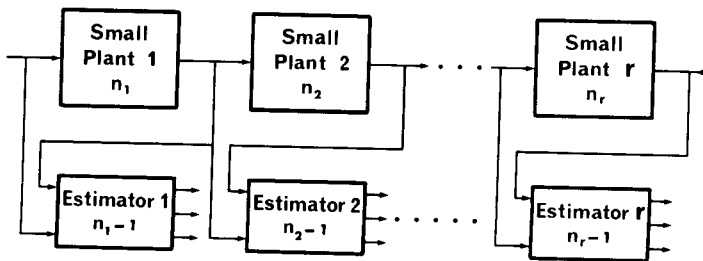 Small
Plant 1
n₁
Small
Plant 2
n₂
Small
Plant r
nᵣ
Estimator 1
n₁-1
Estimator 2
n₂-1
Estimator r
nᵣ-1